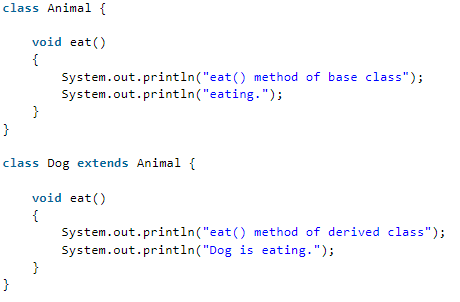 class Animal {
void eat()
{
System.out.println("eat() method of base class");
System.out.println("eating.");
}
}
class Dog extends Animal {
void eat()
{
System.out.println("eat() method of derived class");
System.out.println("Dog is eating.");
}
}